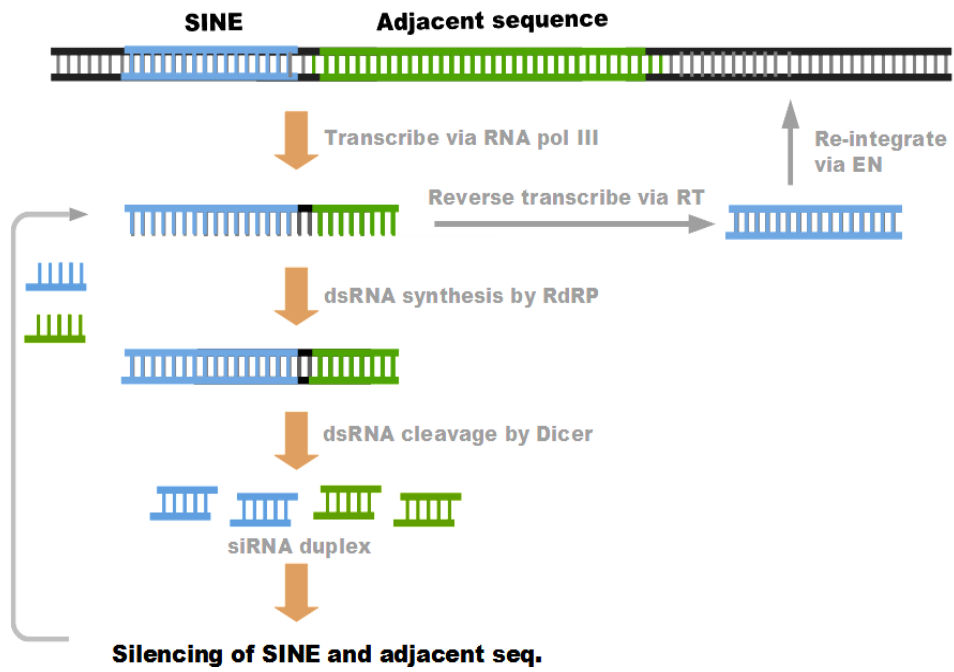 SINE
Adjacent sequence
Transcribe via RNA pol III
Re-integrate
via EN
Reverse transcribe via RT
dsRNA synthesis by RdRP
dsRNA cleavage by Dicer
siRNA duplex
Silencing of SINE and adjacent seq.